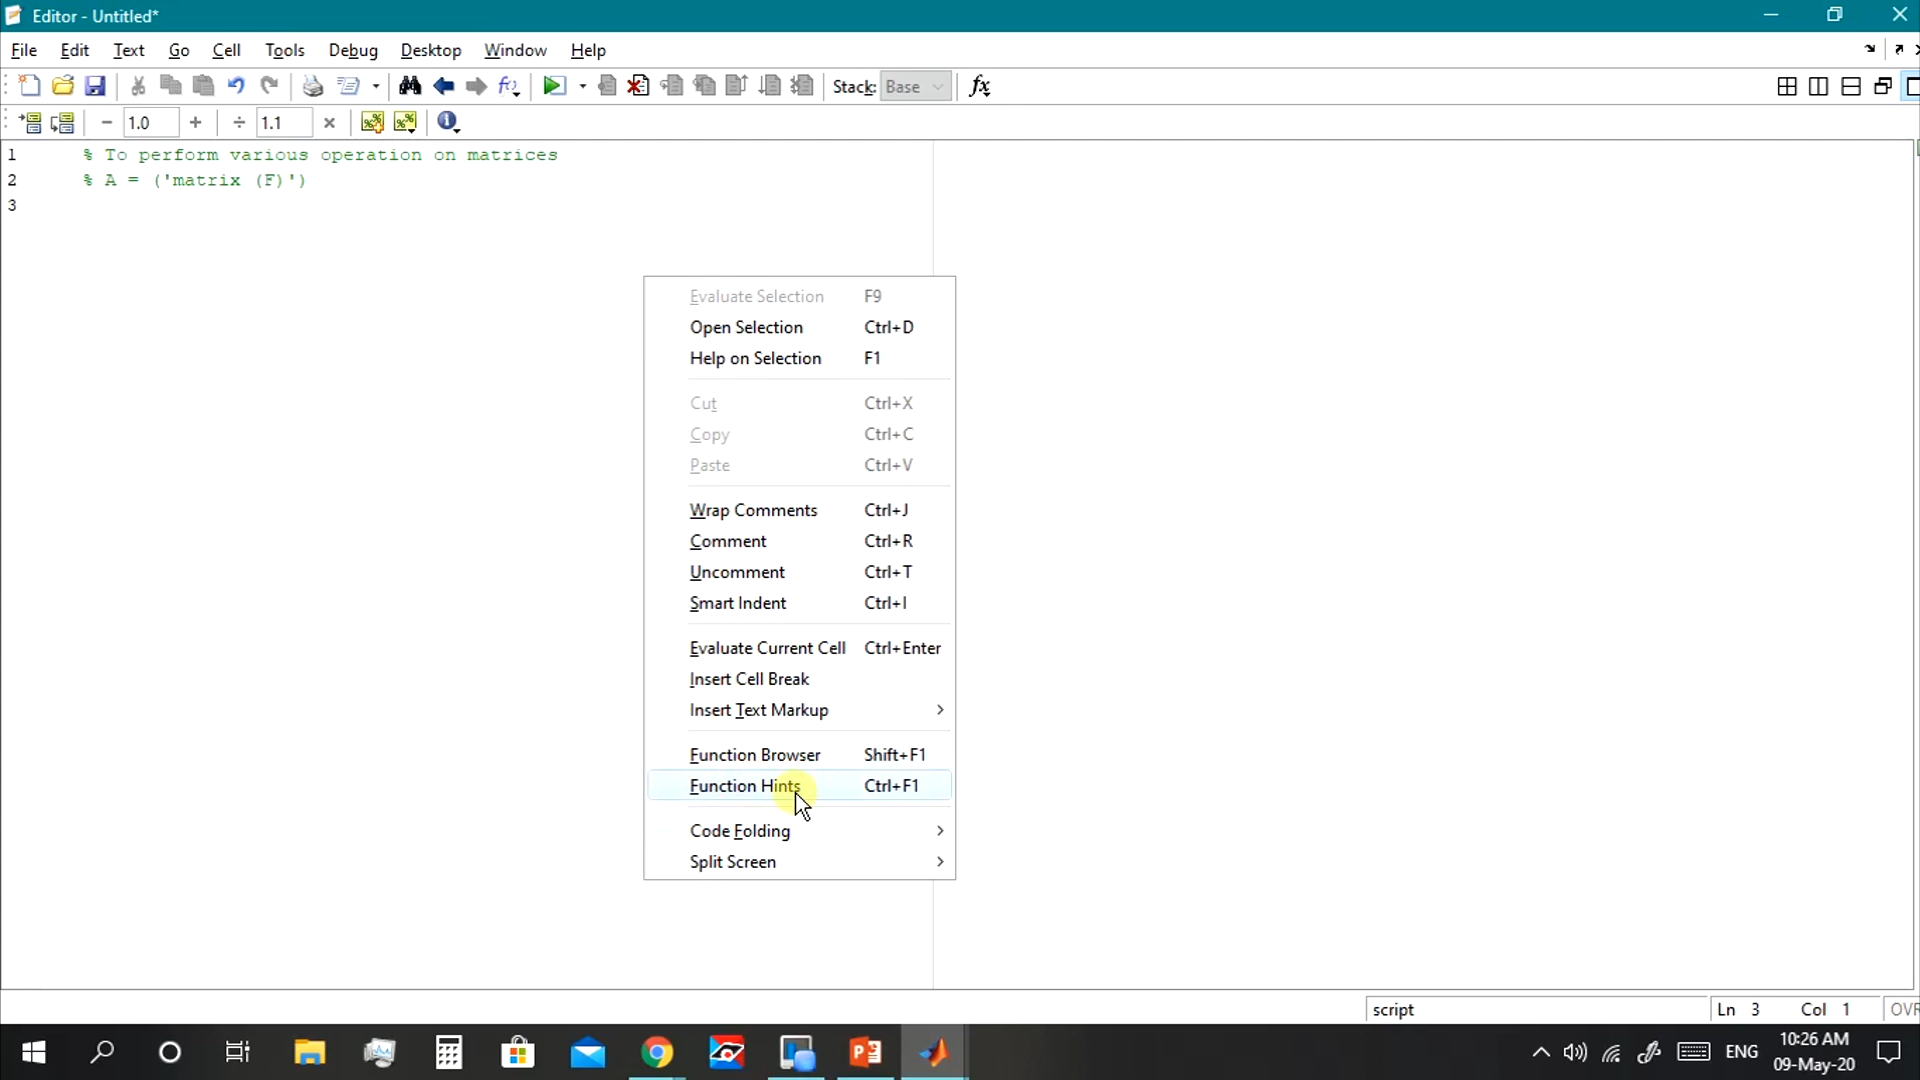 Editor - Untitled*
File Edit Text Go Cell Tools Debug Desktop Window Help
Stack: Base fx
− 1.0 + ÷ 1.1 ×
1 % To perform various operation on matrices
2 % A = ('matrix (F)')
3
Evaluate Selection F9
Open Selection Ctrl+D
Help on Selection F1
Cut Ctrl+X
Copy Ctrl+C
Paste Ctrl+V
Wrap Comments Ctrl+J
Comment Ctrl+R
Uncomment Ctrl+T
Smart Indent Ctrl+I
Evaluate Current Cell Ctrl+Enter
Insert Cell Break
Insert Text Markup
Function Browser Shift+F1
Function Hints Ctrl+F1
Code Folding
Split Screen
script Ln 3 Col 1 OVR
ENG 10:26 AM
09-May-20